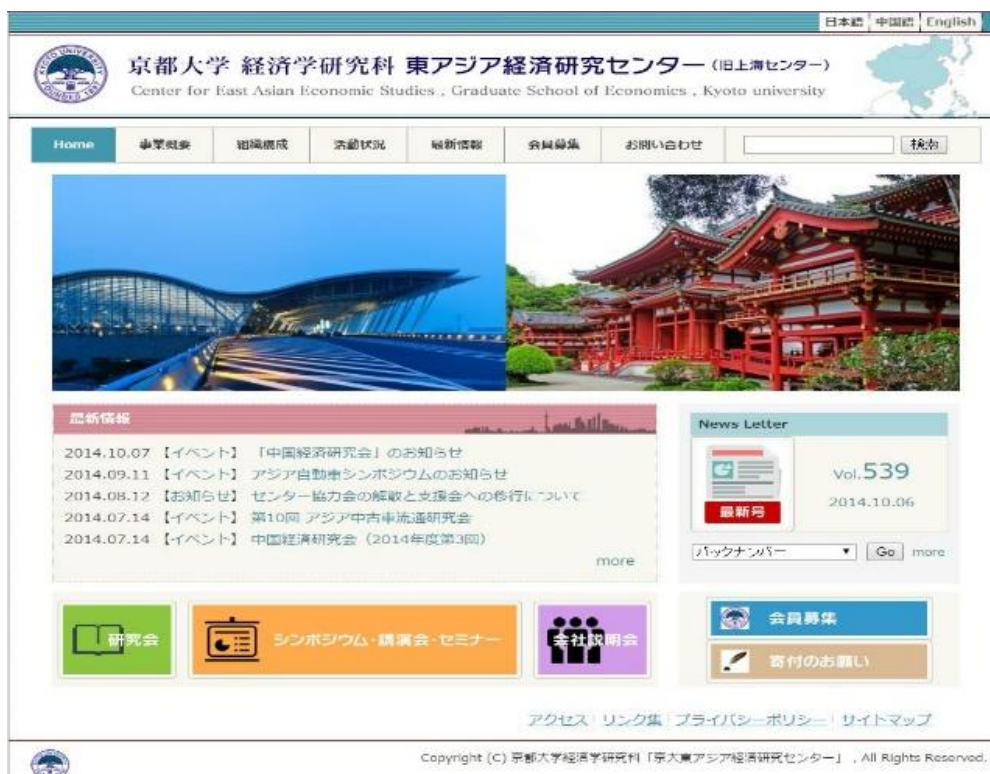 日本語 中国語 English
京都大学 経済学研究科 東アジア経済研究センター (旧上海センター)
Center for East Asian Economic Studies , Graduate School of Economics , Kyoto university
Home 事業概要 組織構成 活動状況 最新情報 会員募集 お問い合わせ 検索
最新情報
2014.10.07 【イベント】 「中国経済研究会」のお知らせ
2014.09.11 【イベント】 アジア自動車シンポジウムのお知らせ
2014.08.12 【お知らせ】 センター協力会の解散と支援会への移行について
2014.07.14 【イベント】 第10回 アジア中古車流通研究会
2014.07.14 【イベント】 中国経済研究会（2014年度第3回）
more
News Letter
最新号
Vol.539
2014.10.06
バックナンバー Go more
研究会
シンポジウム・講演会・セミナー
会社説明会
会員募集
寄付のお願い
アクセス リンク集 プライバシーポリシー サイトマップ
Copyright (C) 京都大学経済学研究科「京大東アジア経済研究センター」, All Rights Reserved.